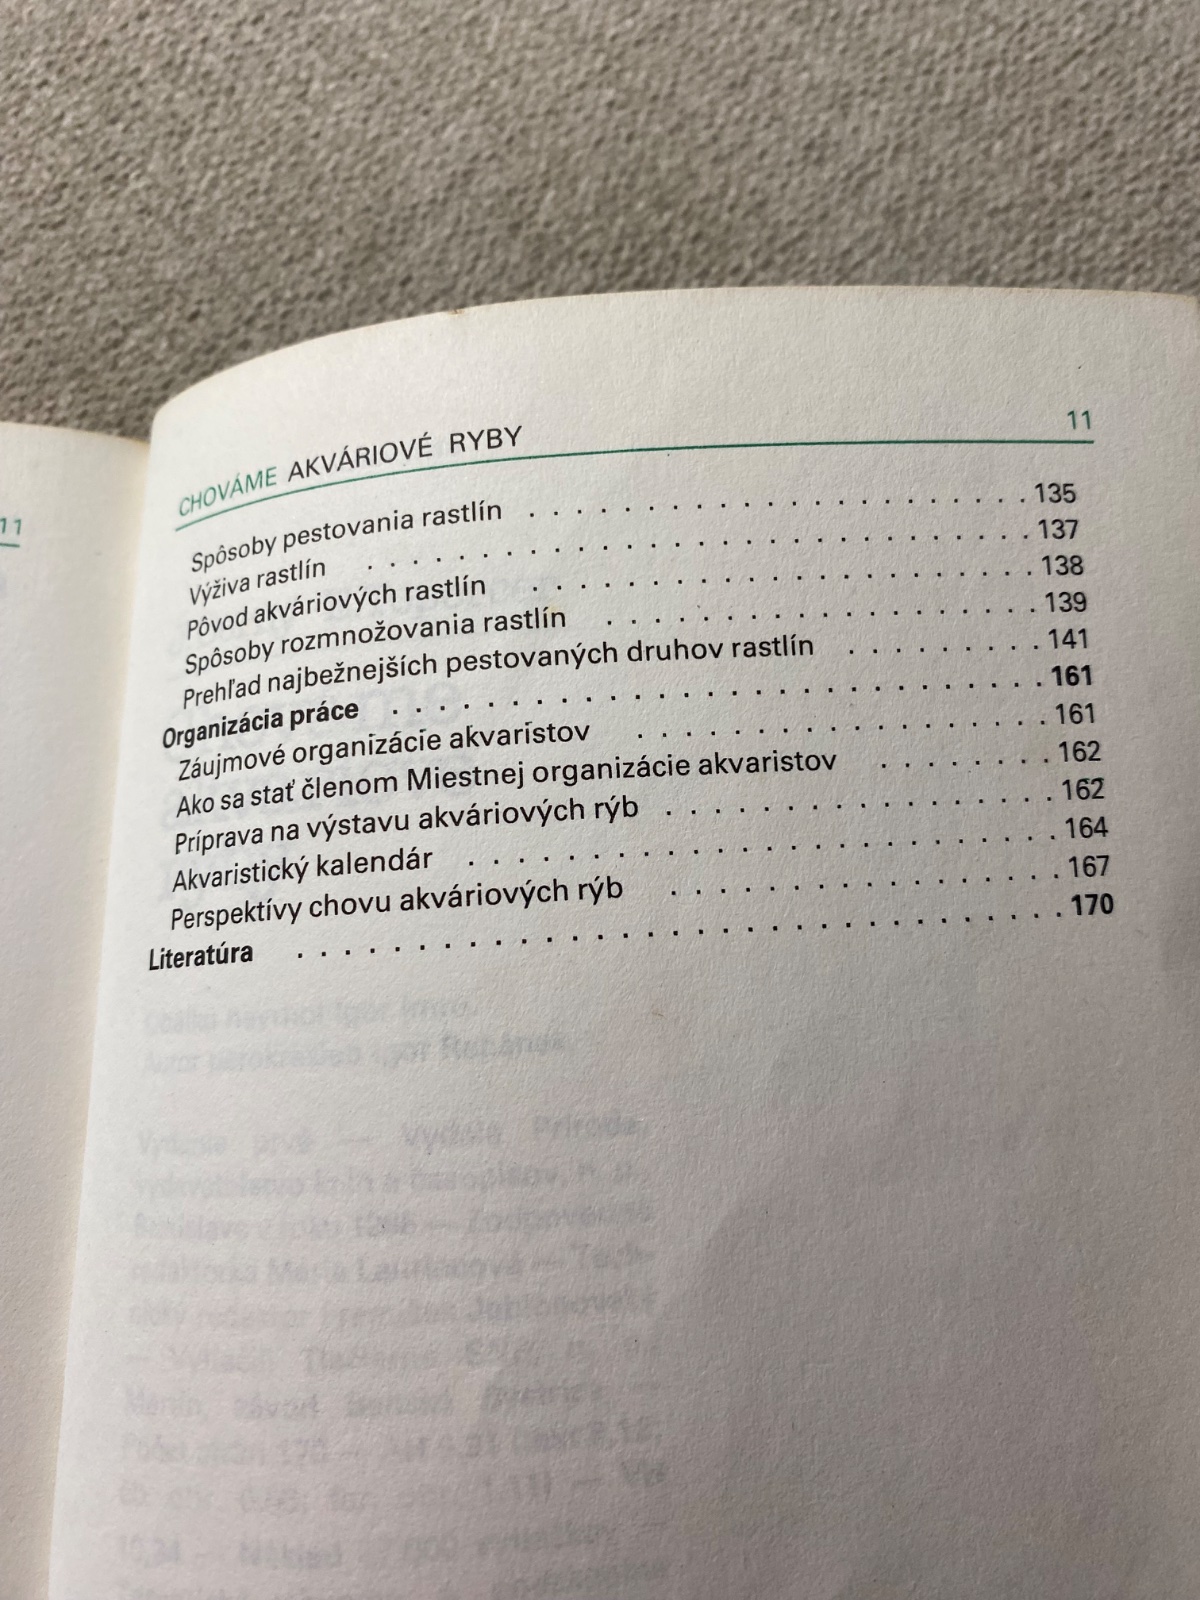 11
CHOVÁME AKVÁRIOVÉ RYBY 11
Spôsoby pestovania rastlín . . . . . . . . . . . . . . . . . . . . . 135
Výživa rastlín . . . . . . . . . . . . . . . . . . . . . . . . . . . . 137
Pôvod akváriových rastlín . . . . . . . . . . . . . . . . . . . . . 138
Spôsoby rozmnožovania rastlín . . . . . . . . . . . . . . . . . . 139
Prehľad najbežnejších pestovaných druhov rastlín . . . . . . . . . 141
Organizácia práce . . . . . . . . . . . . . . . . . . . . . . . . . . 161
Záujmové organizácie akvaristov . . . . . . . . . . . . . . . . . 161
Ako sa stať členom Miestnej organizácie akvaristov . . . . . . . . 162
Príprava na výstavu akváriových rýb . . . . . . . . . . . . . . . . 162
Akvaristický kalendár . . . . . . . . . . . . . . . . . . . . . . . . 164
Perspektívy chovu akváriových rýb . . . . . . . . . . . . . . . . 167
Literatúra . . . . . . . . . . . . . . . . . . . . . . . . . . . . . . . 170